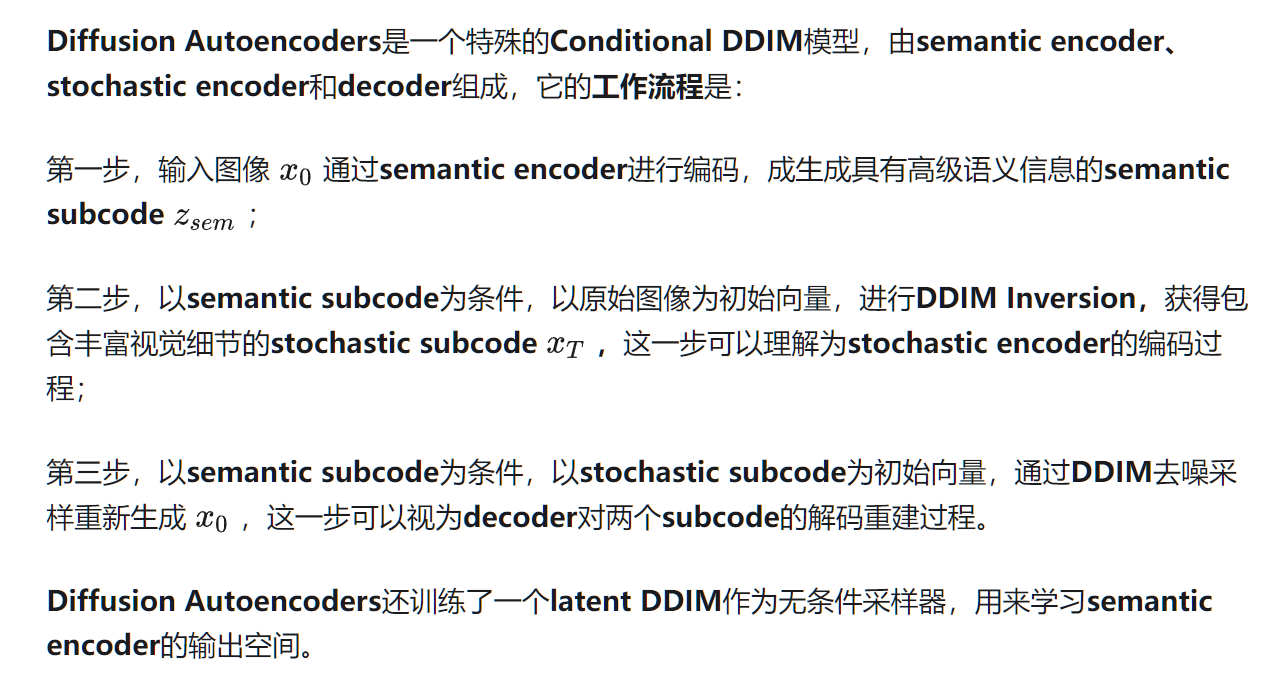 Diffusion Autoencoders是一个特殊的Conditional DDIM模型，由semantic encoder、
stochastic encoder和decoder组成，它的工作流程是：
第一步，输入图像 x₀ 通过semantic encoder进行编码，成生成具有高级语义信息的semantic
subcode z_sem ；
第二步，以semantic subcode为条件，以原始图像为初始向量，进行DDIM Inversion，获得包
含丰富视觉细节的stochastic subcode x_T ，这一步可以理解为stochastic encoder的编码过
程；
第三步，以semantic subcode为条件，以stochastic subcode为初始向量，通过DDIM去噪采
样重新生成 x₀ ，这一步可以视为decoder对两个subcode的解码重建过程。
Diffusion Autoencoders还训练了一个latent DDIM作为无条件采样器，用来学习semantic
encoder的输出空间。